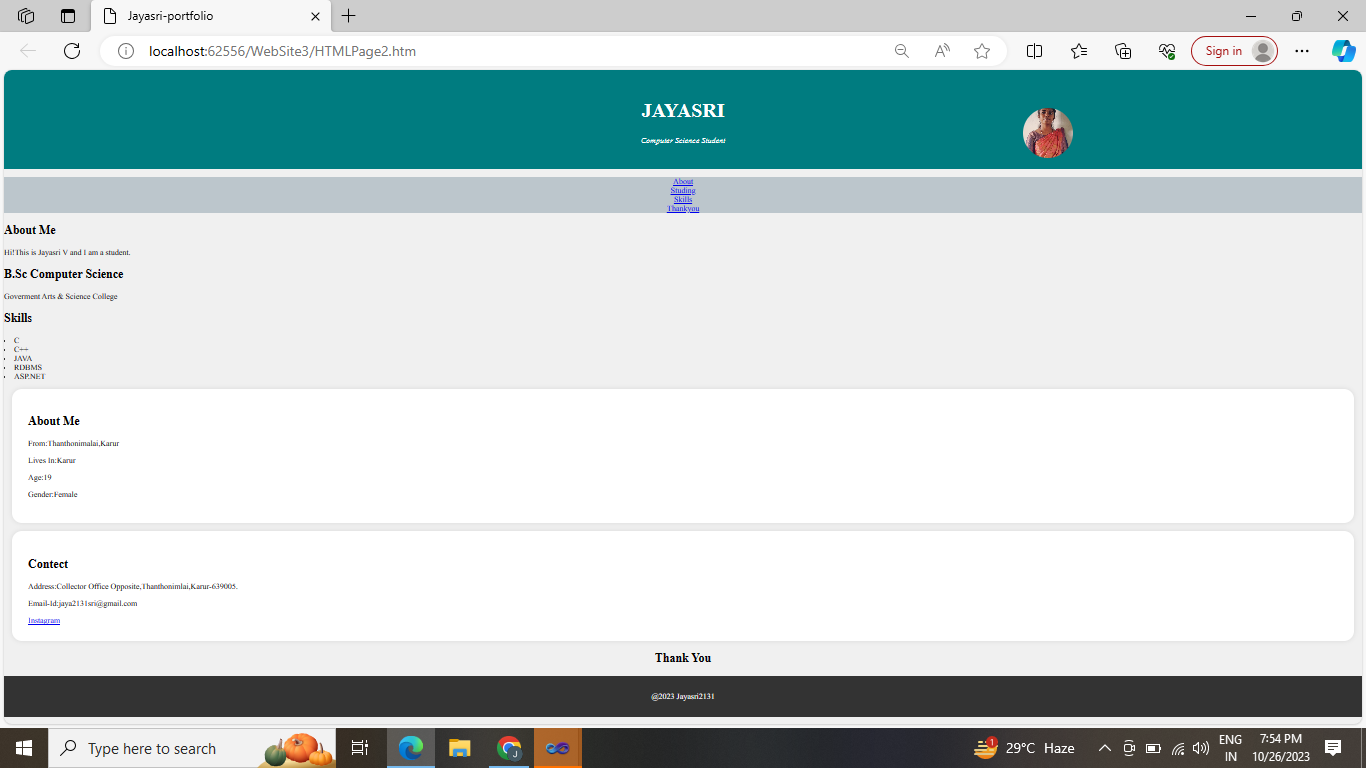 Jayasri-portfolio
localhost:62556/WebSite3/HTMLPage2.htm
Sign in
JAYASRI
Computer Science Student
About
Studing
Skills
Thankyou
About Me
Hi!This is Jayasri V and I am a student.
B.Sc Computer Science
Goverment Arts & Science College
Skills
C
C++
JAVA
RDBMS
ASP.NET
About Me
From:Thanthonimalai,Karur
Lives In:Karur
Age:19
Gender:Female
Contect
Address:Collector Office Opposite,Thanthonimlai,Karur-639005.
Email-Id:jaya2131sri@gmail.com
Instagram
Thank You
@2023 Jayasri2131
Type here to search
J
1
29°C Haze
ENG
IN
7:54 PM
10/26/2023